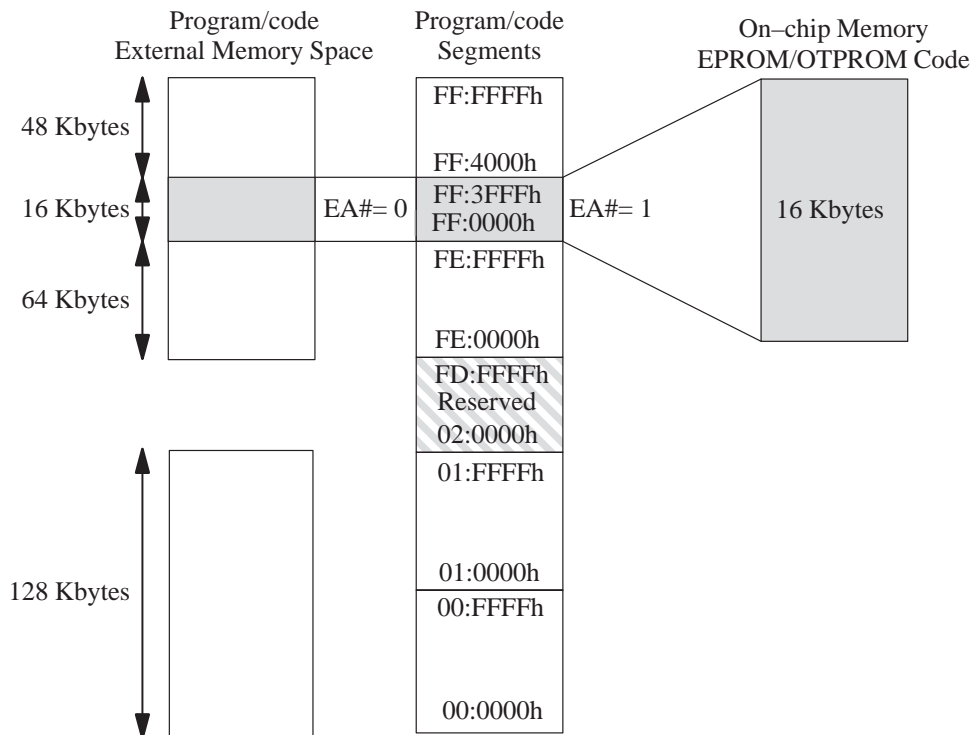 Program/code
External Memory Space
Program/code
Segments
On–chip Memory
EPROM/OTPROM Code
48 Kbytes
FF:FFFFh
FF:4000h
16 Kbytes
EA#= 0
FF:3FFFh
FF:0000h
EA#= 1
16 Kbytes
64 Kbytes
FE:FFFFh
FE:0000h
FD:FFFFh
Reserved
02:0000h
128 Kbytes
01:FFFFh
01:0000h
00:FFFFh
00:0000h